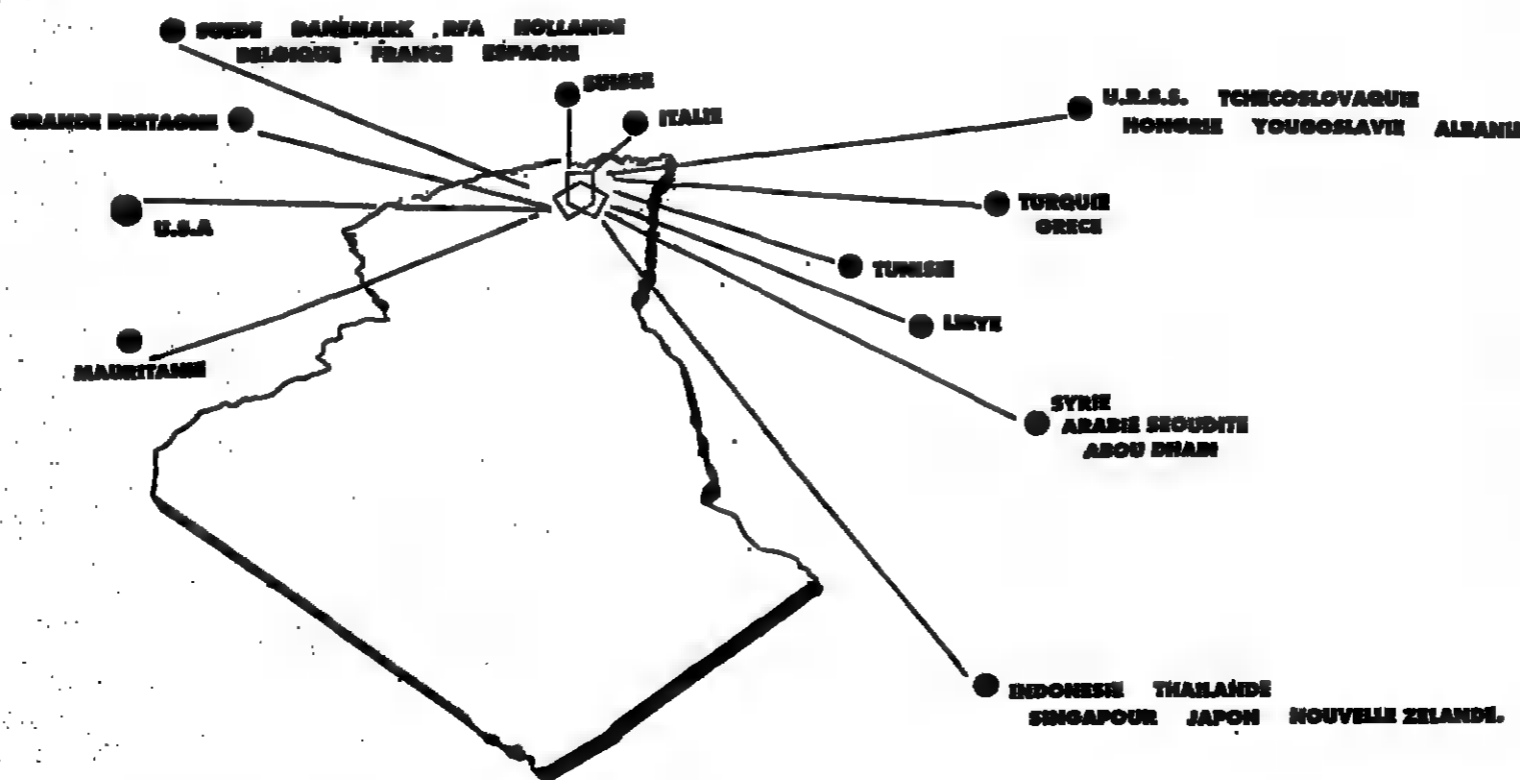 SUEDE DANEMARK . RFA HOLLANDE
BELGIQUE FRANCE ESPAGNE
SUISSE
ITALIE
U.R.S.S. TCHECOSLOVAQUIE
HONGRIE YOUGOSLAVIE ALBANIE
GRANDE BRETAGNE
U.S.A
TURQUIE
GRECE
TUNISIE
LIBYE
MAURITANIE
SYRIE
ARABIE SEOUDITE
ABOU DHABI
INDONESIE THAILANDE
SINGAPOUR JAPON NOUVELLE ZELANDE.